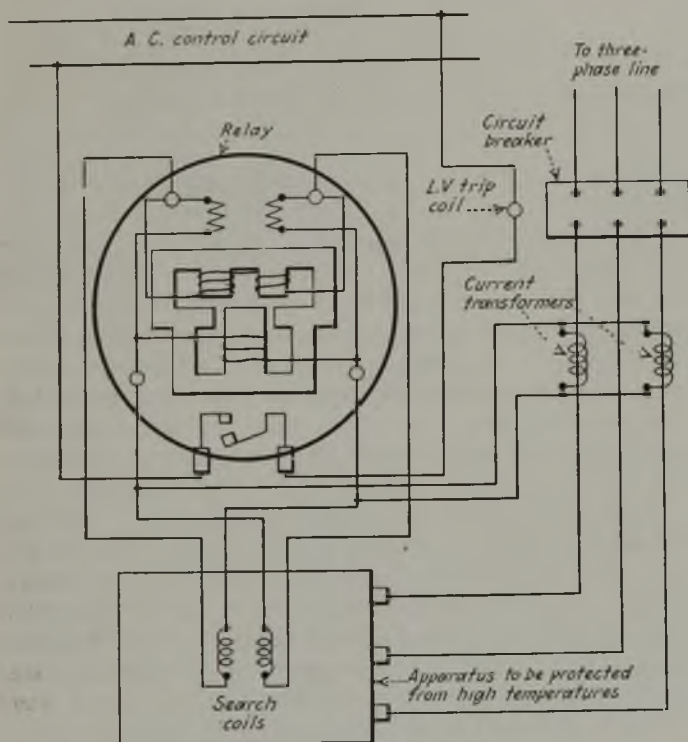 A. C. control circuit
To three-
phase line
Relay
Circuit
breaker
L.V trip
coil
Current
transformers
Search
coils
Apparatus to be protected
from high temperatures